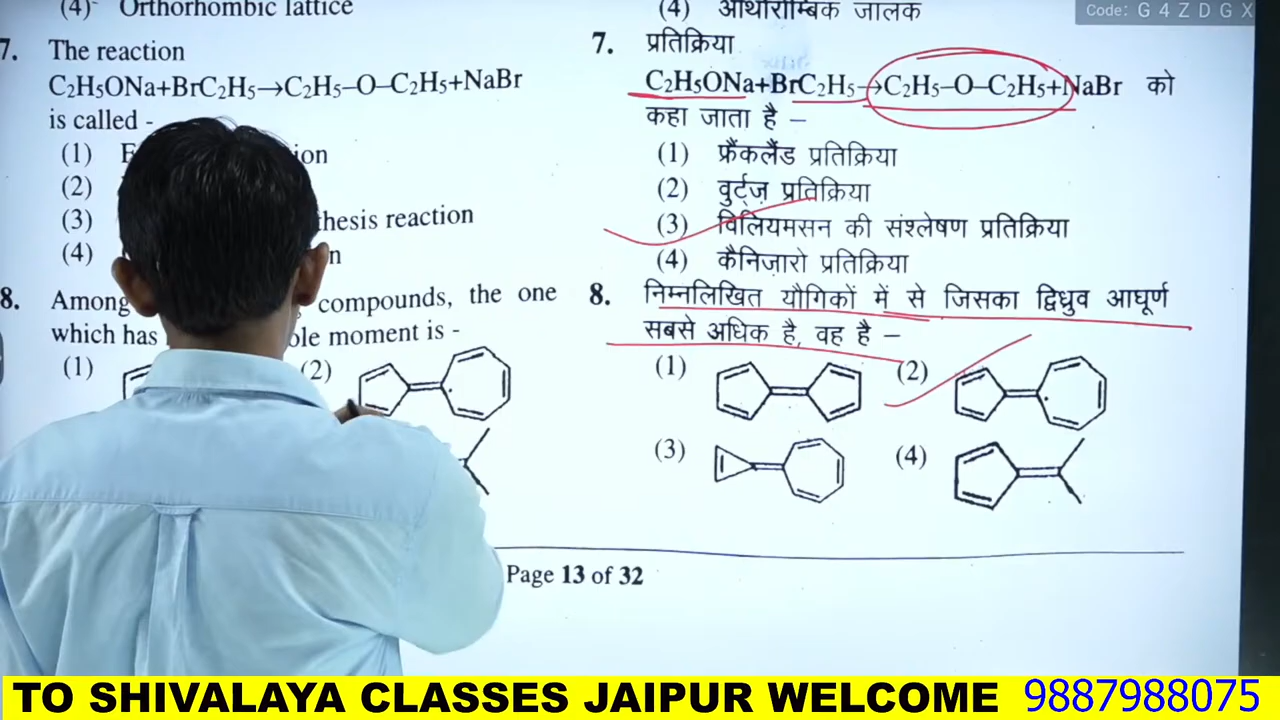 (4) Orthorhombic lattice
7. The reaction
C2H5ONa+BrC2H5→C2H5–O–C2H5+NaBr
is called -
(1) F ion
(2)
(3) thesis reaction
(4) n
8. Among compounds, the one
which has ole moment is -
(1) (2)
(4) आर्थोरोम्बिक जालक
7. प्रतिक्रिया
C2H5ONa+BrC2H5→C2H5–O–C2H5+NaBr को
कहा जाता है –
(1) फ्रैंकलैंड प्रतिक्रिया
(2) वुर्ट्ज़ प्रतिक्रिया
(3) विलियमसन की संश्लेषण प्रतिक्रिया
(4) कैनिज़ारो प्रतिक्रिया
8. निम्नलिखित यौगिकों में से जिसका द्विध्रुव आघूर्ण
सबसे अधिक है, वह है –
(1) (2)
(3) (4)
Page 13 of 32
Code: G 4 Z D G X
TO SHIVALAYA CLASSES JAIPUR WELCOME 9887988075